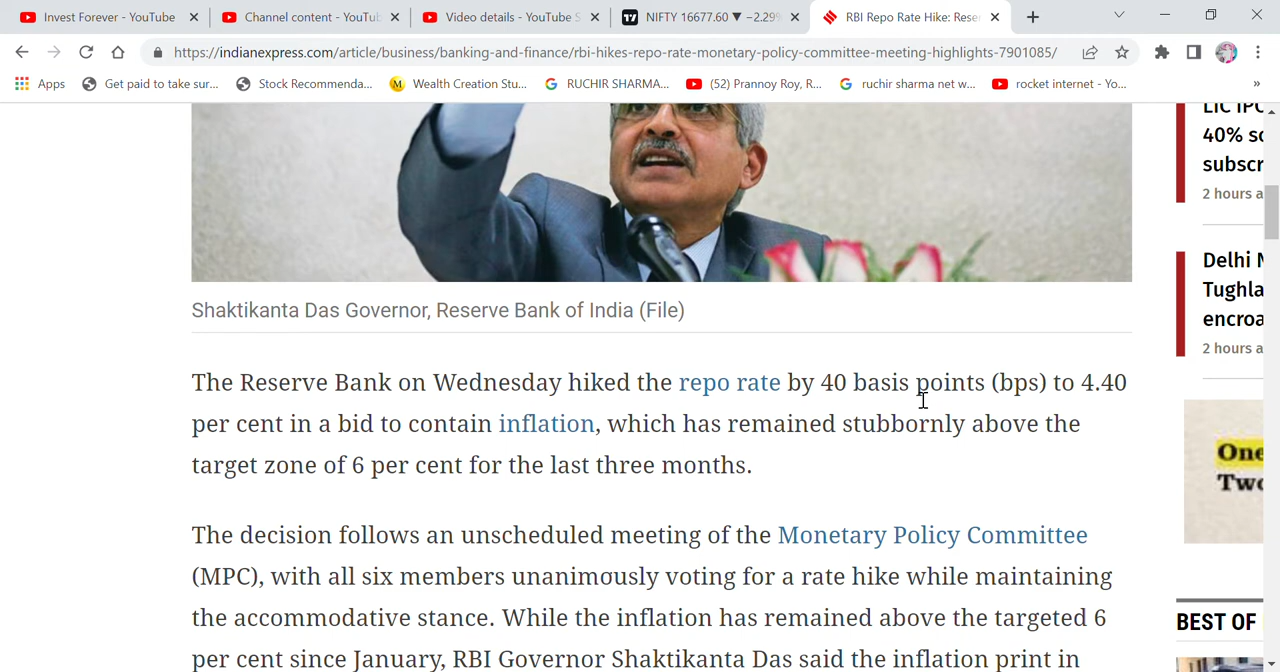 Invest Forever - YouTube
Channel content - YouTu
Video details - YouTube S
NIFTY 16677.60 ▼ −2.29%
RBI Repo Rate Hike: Rese
https://indianexpress.com/article/business/banking-and-finance/rbi-hikes-repo-rate-monetary-policy-committee-meeting-highlights-7901085/
Apps
Get paid to take sur...
Stock Recommenda...
Wealth Creation Stu...
RUCHIR SHARMA...
(52) Prannoy Roy, R...
ruchir sharma net w...
rocket internet - Yo...
»
Shaktikanta Das Governor, Reserve Bank of India (File)
The Reserve Bank on Wednesday hiked the repo rate by 40 basis points (bps) to 4.40
per cent in a bid to contain inflation, which has remained stubbornly above the
target zone of 6 per cent for the last three months.
The decision follows an unscheduled meeting of the Monetary Policy Committee
(MPC), with all six members unanimously voting for a rate hike while maintaining
the accommodative stance. While the inflation has remained above the targeted 6
per cent since January, RBI Governor Shaktikanta Das said the inflation print in
LIC IPO
40% s
subscr
2 hours a
Delhi
Tughla
encroa
2 hours a
One
Two
BEST OF